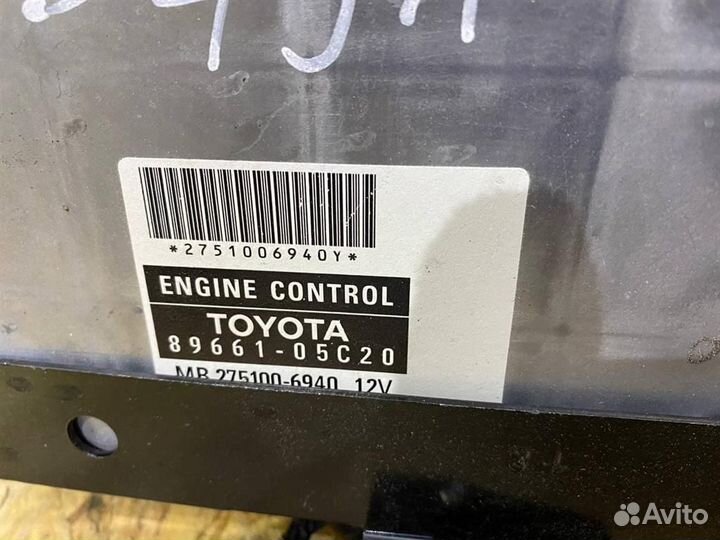 *2751006940Y*
ENGINE CONTROL
TOYOTA
89661-05C20
MB 275100-6940 12V
Avito